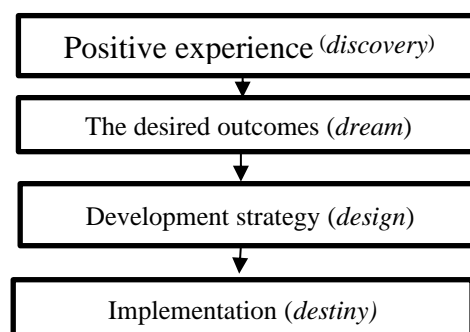 Positive experience (discovery)
The desired outcomes (dream)
Development strategy (design)
Implementation (destiny)